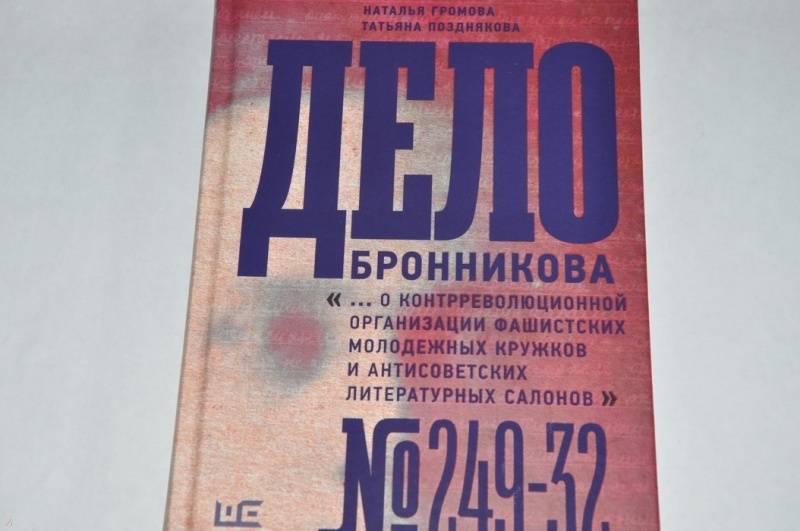 НАТАЛЬЯ ГРОМОВА
ТАТЬЯНА ПОЗДНЯКОВА
ДЕЛО
БРОННИКОВА
« ... О КОНТРРЕВОЛЮЦИОННОЙ
ОРГАНИЗАЦИИ ФАШИСТСКИХ
МОЛОДЕЖНЫХ КРУЖКОВ
И АНТИСОВЕТСКИХ
ЛИТЕРАТУРНЫХ САЛОНОВ »
№249-32